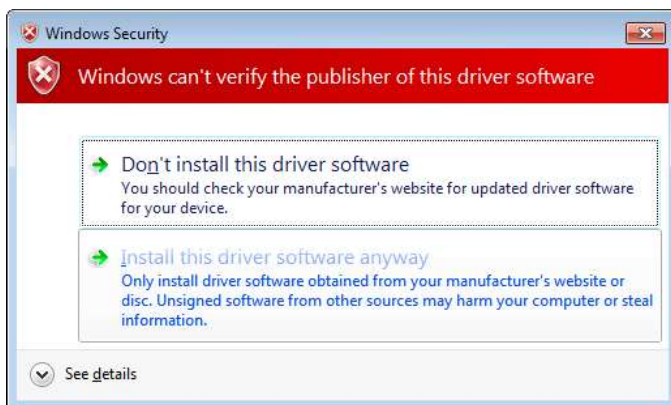 Windows Security
Windows can't verify the publisher of this driver software
Don't install this driver software
You should check your manufacturer's website for updated driver software
for your device.
Install this driver software anyway
Only install driver software obtained from your manufacturer's website or
disc. Unsigned software from other sources may harm your computer or steal
information.
See details